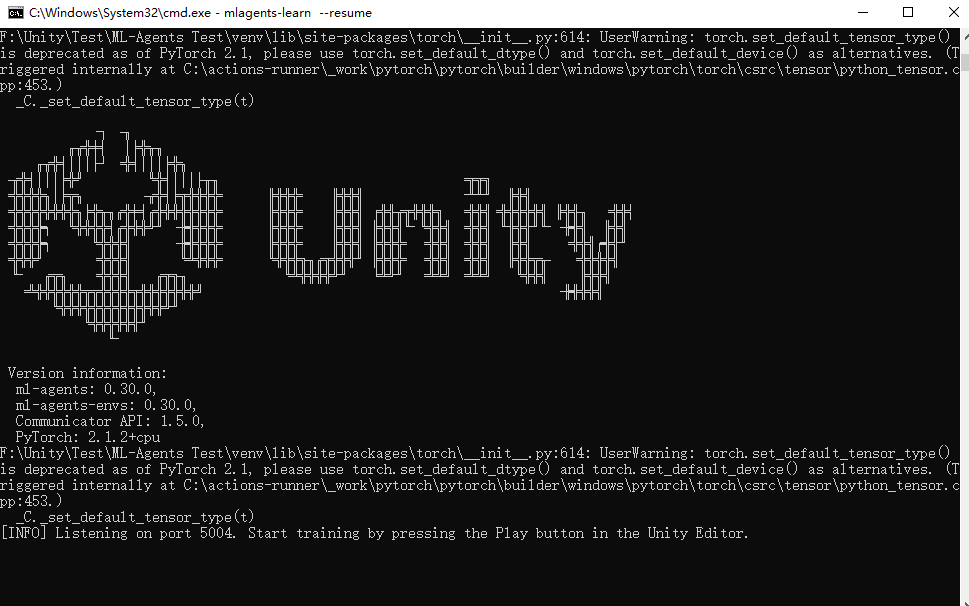 C:\Windows\System32\cmd.exe - mlagents-learn  --resume
F:\Unity\Test\ML-Agents Test\venv\lib\site-packages\torch\__init__.py:614: UserWarning: torch.set_default_tensor_type()
is deprecated as of PyTorch 2.1, please use torch.set_default_dtype() and torch.set_default_device() as alternatives. (T
riggered internally at C:\actions-runner\_work\pytorch\pytorch\builder\windows\pytorch\torch\csrc\tensor\python_tensor.c
pp:453.)
  _C._set_default_tensor_type(t)
Unity
 Version information:
  ml-agents: 0.30.0,
  ml-agents-envs: 0.30.0,
  Communicator API: 1.5.0,
  PyTorch: 2.1.2+cpu
F:\Unity\Test\ML-Agents Test\venv\lib\site-packages\torch\__init__.py:614: UserWarning: torch.set_default_tensor_type()
is deprecated as of PyTorch 2.1, please use torch.set_default_dtype() and torch.set_default_device() as alternatives. (T
riggered internally at C:\actions-runner\_work\pytorch\pytorch\builder\windows\pytorch\torch\csrc\tensor\python_tensor.c
pp:453.)
  _C._set_default_tensor_type(t)
[INFO] Listening on port 5004. Start training by pressing the Play button in the Unity Editor.